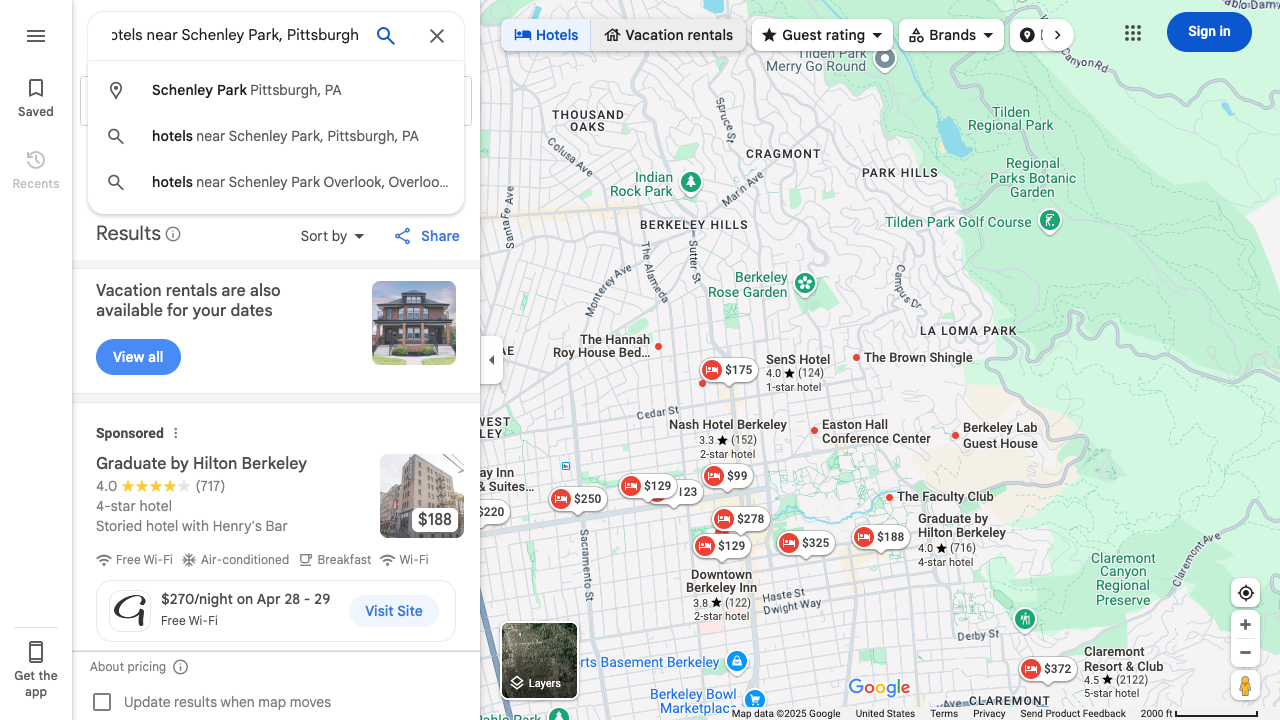 otels near Schenley Park, Pittsburgh
Schenley Park Pittsburgh, PA
hotels near Schenley Park, Pittsburgh, PA
hotels near Schenley Park Overlook, Overloo...
Saved
Recents
Get the
app
Results
Sort by
Share
Vacation rentals are also
available for your dates
View all
Sponsored
Graduate by Hilton Berkeley
4.0 (717)
4-star hotel
Storied hotel with Henry's Bar
$188
Free Wi-Fi
Air-conditioned
Breakfast
Wi-Fi
$270/night on Apr 28 - 29
Free Wi-Fi
Visit Site
About pricing
Update results when map moves
Hotels
Vacation rentals
Guest rating
Brands
Sign in
Tilden Park
Merry Go Round
Canyon Rd
THOUSAND
OAKS
Spruce St
Colusa Ave
CRAGMONT
Tilden
Regional Park
Regional
Parks Botanic
Garden
PARK HILLS
Indian
Rock Park
Marin Ave
Tilden Park Golf Course
BERKELEY HILLS
The Alameda
Sutter St
Monterey Ave
Berkeley
Rose Garden
Campus Dr
LA LOMA PARK
The Hannah
Roy House Bed...
AE
$175
SenS Hotel
4.0 (124)
1-star hotel
The Brown Shingle
Cedar St
WEST
LEY
Nash Hotel Berkeley
3.3 (152)
2-star hotel
Easton Hall
Conference Center
Berkeley Lab
Guest House
ay Inn
& Suites...
$99
$129
123
$250
$220
The Faculty Club
$278
Graduate by
Hilton Berkeley
4.0 (716)
4-star hotel
$188
$325
$129
Sacramento St
Downtown
Berkeley Inn
3.8 (122)
2-star hotel
Haste St
Dwight Way
Claremont
Canyon
Regional
Preserve
Claremont Ave
Derby St
rts Basement Berkeley
$372
Claremont
Resort & Club
4.5 (2122)
5-star hotel
Layers
Berkeley Bowl
Marketplace
Google
CLAREMONT
Map data ©2025 Google
United States
Terms
Privacy
Send Product Feedback
2000 ft